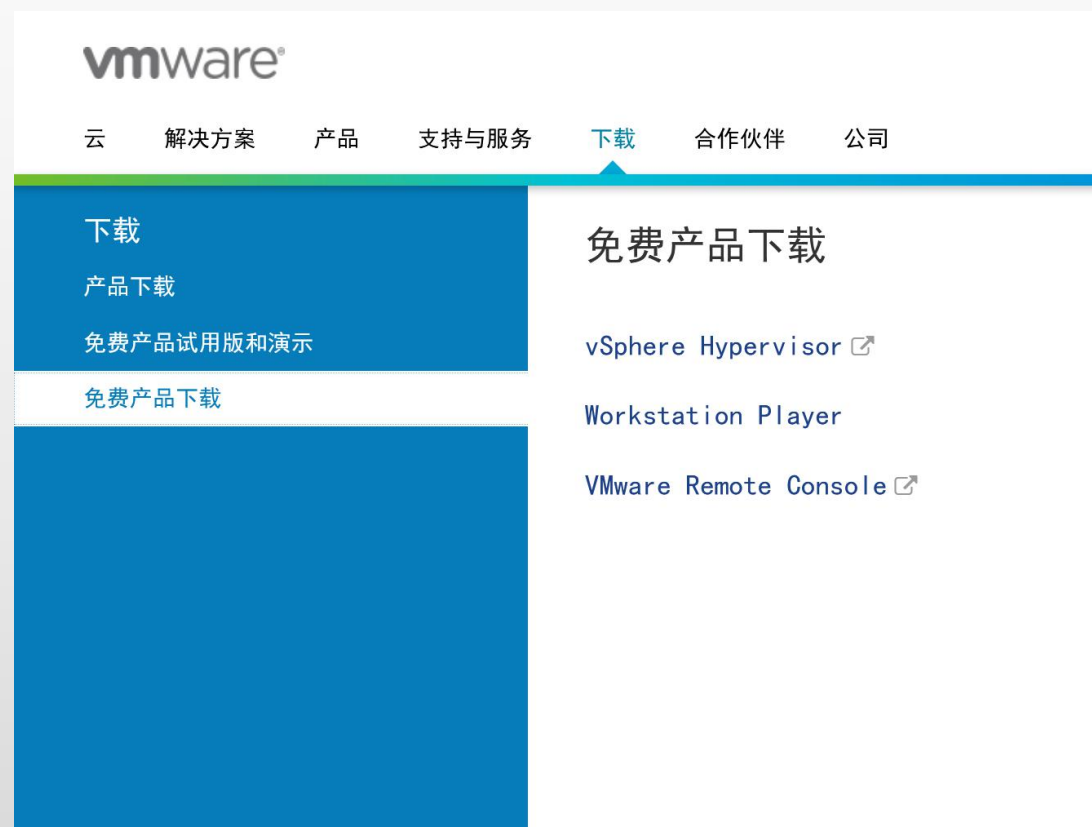 vmware®
云 解决方案 产品 支持与服务 下载 合作伙伴 公司
下载
产品下载
免费产品试用版和演示
免费产品下载
免费产品下载
vSphere Hypervisor
Workstation Player
VMware Remote Console